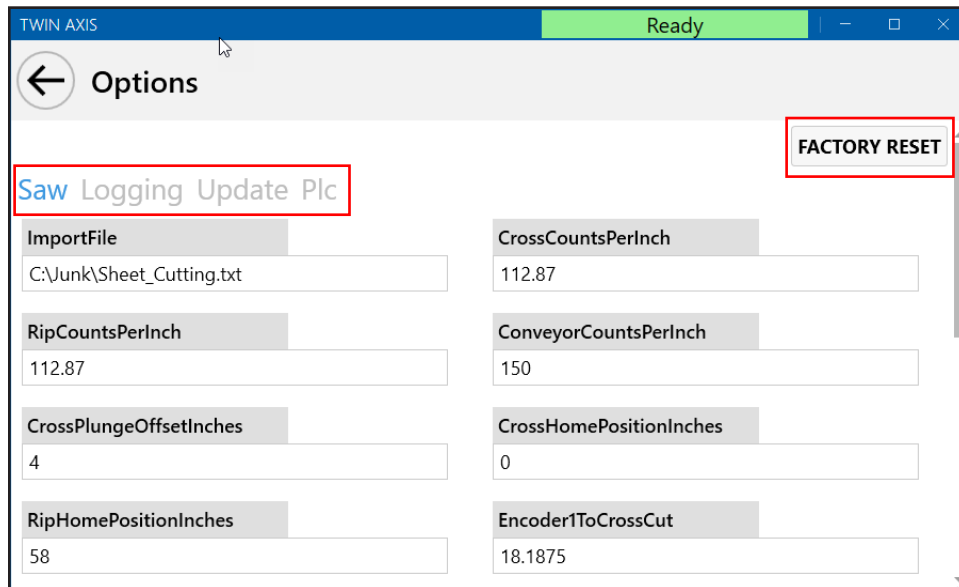 TWIN AXIS
Ready
Options
FACTORY RESET
Saw Logging Update Plc
ImportFile
CrossCountsPerInch
C:\Junk\Sheet_Cutting.txt
112.87
RipCountsPerInch
ConveyorCountsPerInch
112.87
150
CrossPlungeOffsetInches
CrossHomePositionInches
4
0
RipHomePositionInches
Encoder1ToCrossCut
58
18.1875